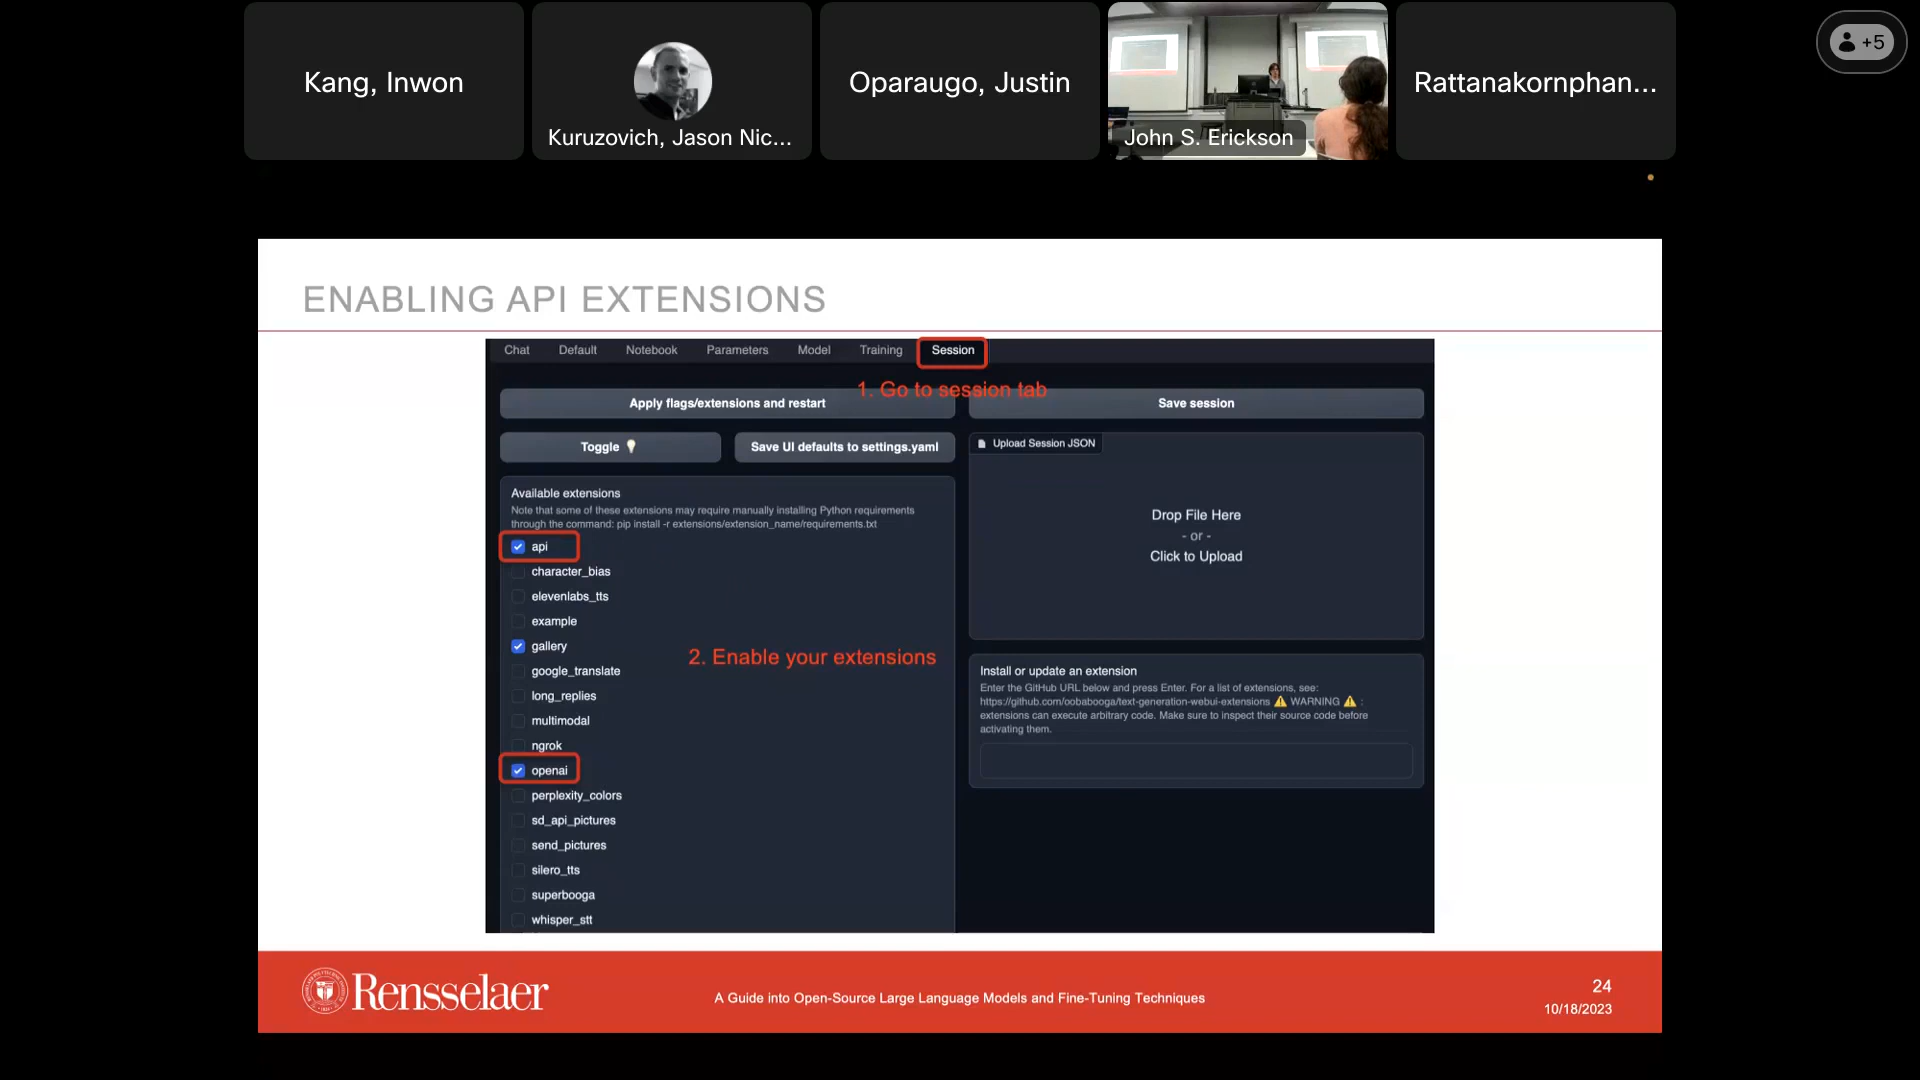 Kang, Inwon
Kuruzovich, Jason Nic...
Oparaugo, Justin
John S. Erickson
Rattanakornphan...
+5
ENABLING API EXTENSIONS
Chat
Default
Notebook
Parameters
Model
Training
Session
1. Go to session tab
Apply flags/extensions and restart
Save session
Toggle 💡
Save UI defaults to settings.yaml
Upload Session JSON
Drop File Here
- or -
Click to Upload
Available extensions
Note that some of these extensions may require manually installing Python requirements
through the command: pip install -r extensions/extension_name/requirements.txt
api
character_bias
elevenlabs_tts
example
gallery
google_translate
long_replies
multimodal
ngrok
openai
perplexity_colors
sd_api_pictures
send_pictures
silero_tts
superbooga
whisper_stt
2. Enable your extensions
Install or update an extension
Enter the GitHub URL below and press Enter. For a list of extensions, see:
https://github.com/oobabooga/text-generation-webui-extensions ⚠️ WARNING ⚠️ :
extensions can execute arbitrary code. Make sure to inspect their source code before
activating them.
Rensselaer
A Guide into Open-Source Large Language Models and Fine-Tuning Techniques
24
10/18/2023